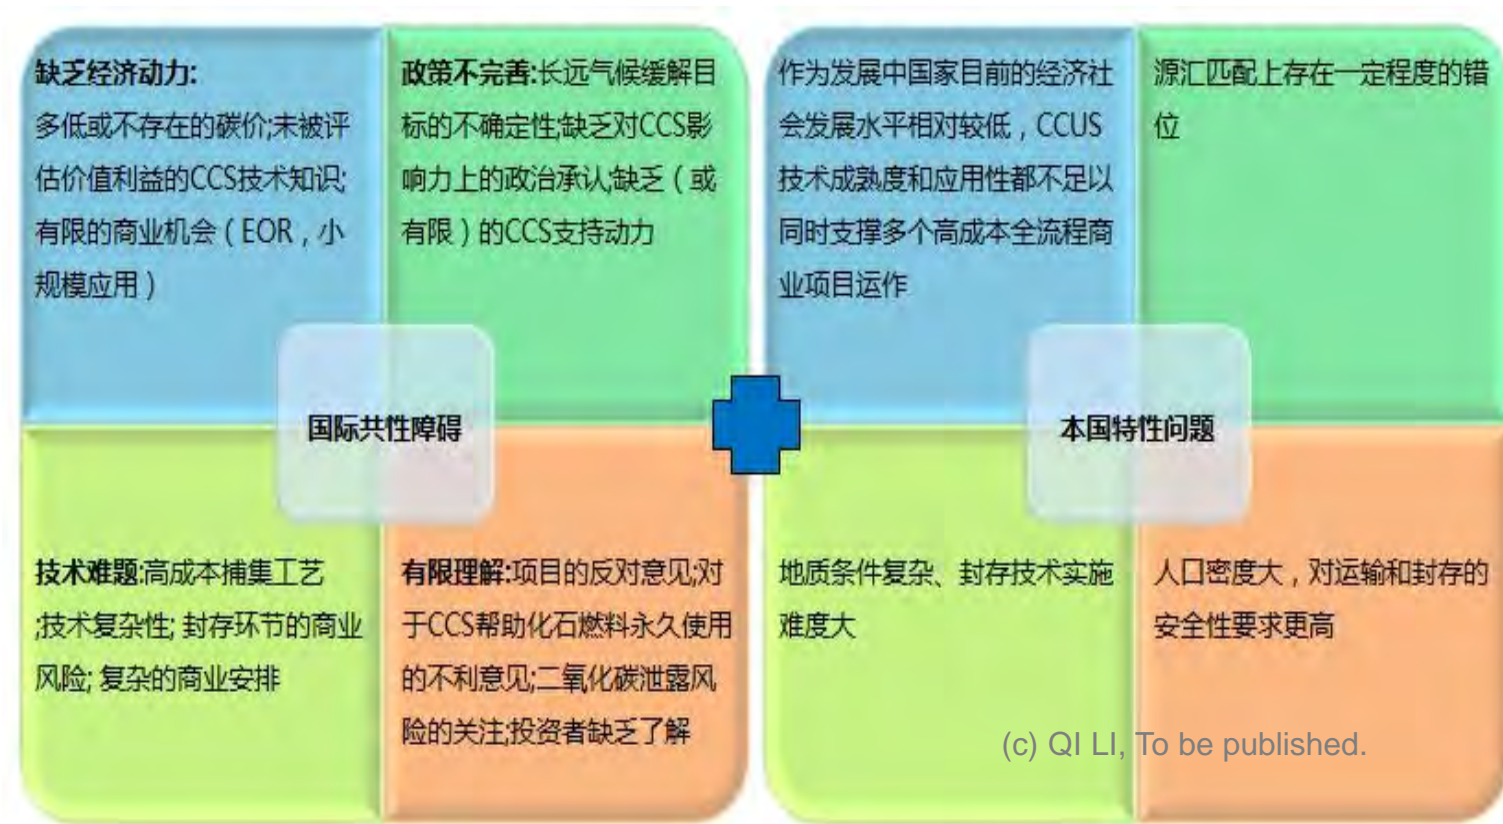 缺乏经济动力:
多低或不存在的碳价;未被评
估价值利益的CCS技术知识;
有限的商业机会（EOR，小
规模应用）
政策不完善:长远气候缓解目
标的不确定性;缺乏对CCS影
响力上的政治承认;缺乏（或
有限）的CCS支持动力
国际共性障碍
技术难题:高成本捕集工艺
;技术复杂性; 封存环节的商业
风险; 复杂的商业安排
有限理解:项目的反对意见;对
于CCS帮助化石燃料永久使用
的不利意见;二氧化碳泄露风
险的关注;投资者缺乏了解
作为发展中国家目前的经济社
会发展水平相对较低，CCUS
技术成熟度和应用性都不足以
同时支撑多个高成本全流程商
业项目运作
源汇匹配上存在一定程度的错
位
本国特性问题
地质条件复杂、封存技术实施
难度大
人口密度大，对运输和封存的
安全性要求更高
(c) QI LI, To be published.